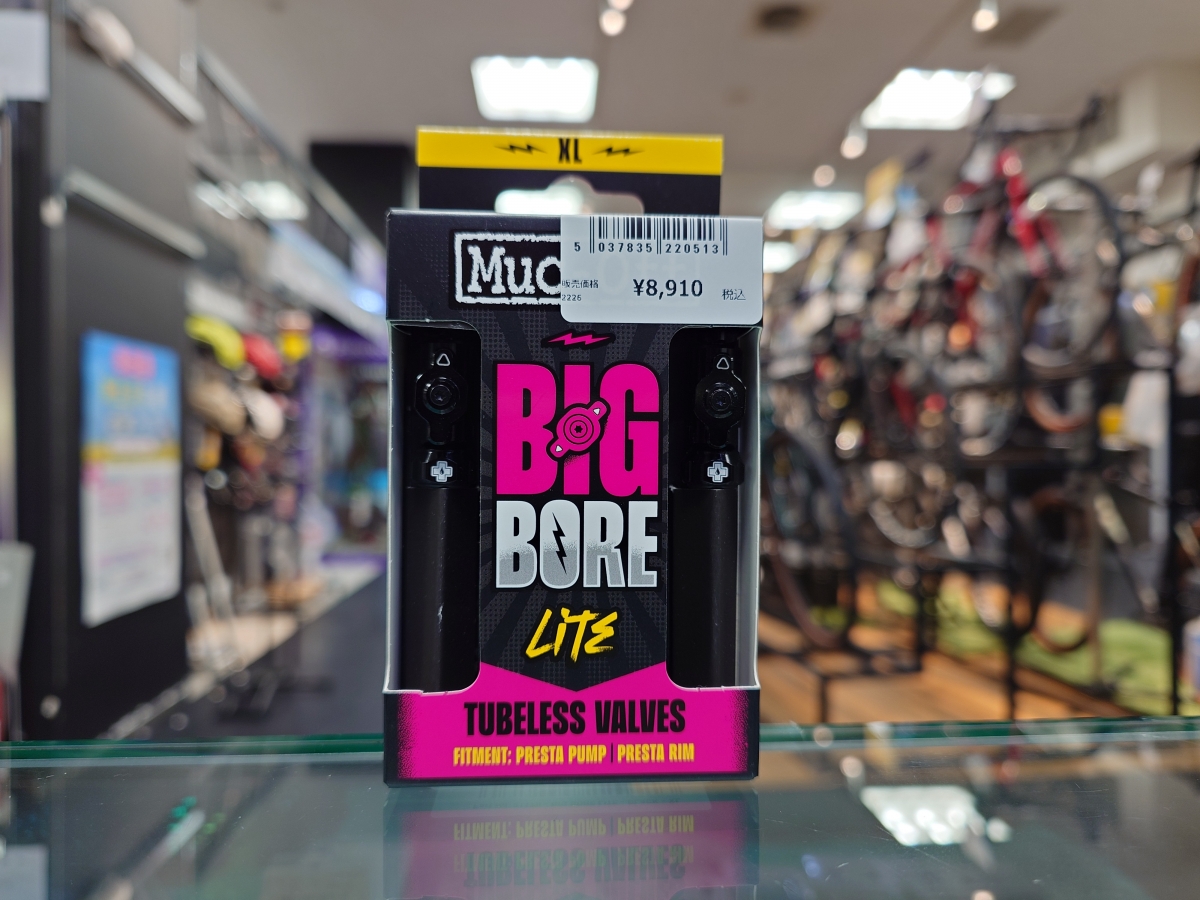 XL
5 037835 220513
Muc
販売価格
2225
¥8,910 税込
BIG
BORE
LITE
TUBELESS VALVES
FITMENT: PRESTA PUMP | PRESTA RIM